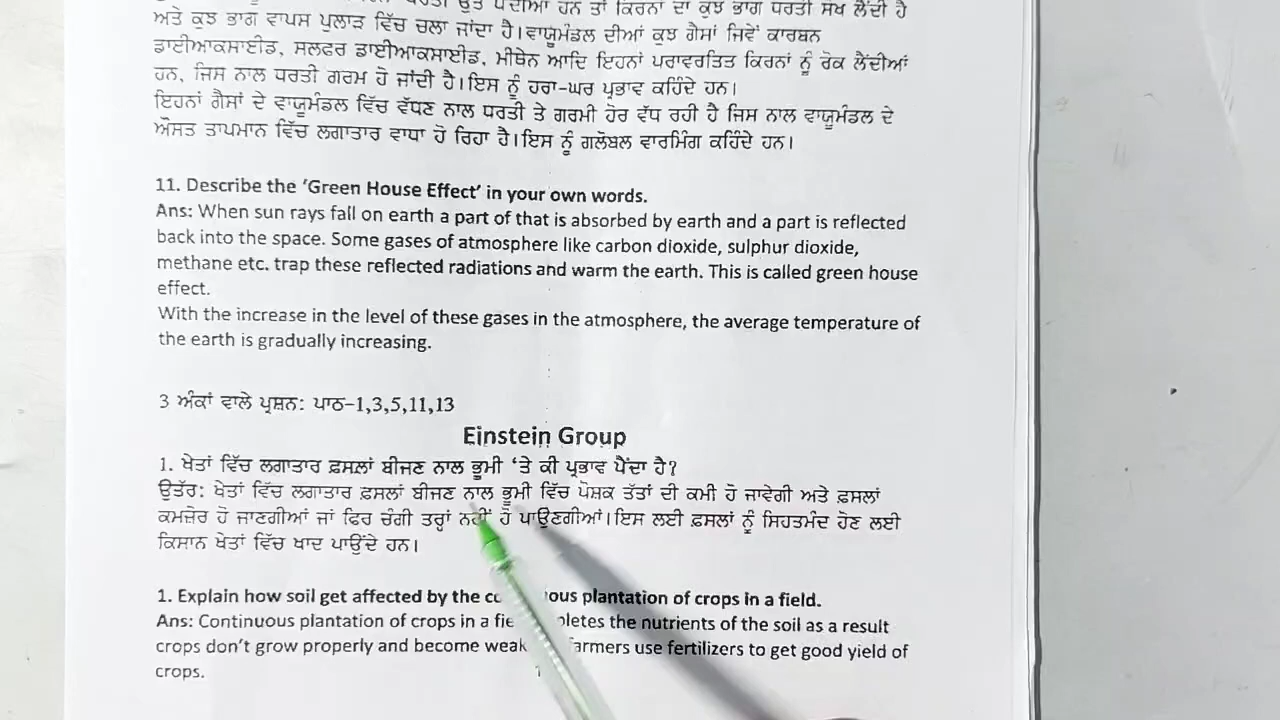 ਅਤੇ ਕੁਝ ਭਾਗ ਵਾਪਸ ਪੁਲਾੜ ਵਿੱਚ ਚਲਾ ਜਾਂਦਾ ਹੈ।ਵਾਯੂਮੰਡਲ ਦੀਆਂ ਕੁਝ ਗੈਸਾਂ ਜਿਵੇਂ ਕਾਰਬਨ
ਡਾਈਆਕਸਾਈਡ, ਸਲਫਰ ਡਾਈਆਕਸਾਈਡ, ਮੀਥੇਨ ਆਦਿ ਇਹਨਾਂ ਪਰਾਵਰਤਿਤ ਕਿਰਨਾਂ ਨੂੰ ਰੋਕ ਲੈਂਦੀਆਂ
ਹਨ, ਜਿਸ ਨਾਲ ਧਰਤੀ ਗਰਮ ਹੋ ਜਾਂਦੀ ਹੈ।ਇਸ ਨੂੰ ਹਰਾ-ਘਰ ਪ੍ਰਭਾਵ ਕਹਿੰਦੇ ਹਨ।
ਇਹਨਾਂ ਗੈਸਾਂ ਦੇ ਵਾਯੂਮੰਡਲ ਵਿੱਚ ਵੱਧਣ ਨਾਲ ਧਰਤੀ ਤੇ ਗਰਮੀ ਹੋਰ ਵੱਧ ਰਹੀ ਹੈ ਜਿਸ ਨਾਲ ਵਾਯੂਮੰਡਲ ਦੇ
ਔਸਤ ਤਾਪਮਾਨ ਵਿੱਚ ਲਗਾਤਾਰ ਵਾਧਾ ਹੋ ਰਿਹਾ ਹੈ।ਇਸ ਨੂੰ ਗਲੋਬਲ ਵਾਰਮਿੰਗ ਕਹਿੰਦੇ ਹਨ।
11. Describe the ‘Green House Effect’ in your own words.
Ans: When sun rays fall on earth a part of that is absorbed by earth and a part is reflected
back into the space. Some gases of atmosphere like carbon dioxide, sulphur dioxide,
methane etc. trap these reflected radiations and warm the earth. This is called green house
effect.
With the increase in the level of these gases in the atmosphere, the average temperature of
the earth is gradually increasing.
3 ਅੰਕਾਂ ਵਾਲੇ ਪ੍ਰਸ਼ਨ: ਪਾਠ-1,3,5,11,13
Einstein Group
1. ਖੇਤਾਂ ਵਿੱਚ ਲਗਾਤਾਰ ਫ਼ਸਲਾਂ ਬੀਜਣ ਨਾਲ ਭੂਮੀ ‘ਤੇ ਕੀ ਪ੍ਰਭਾਵ ਪੈਂਦਾ ਹੈ?
ਉਤੱਰ: ਖੇਤਾਂ ਵਿੱਚ ਲਗਾਤਾਰ ਫ਼ਸਲਾਂ ਬੀਜਣ ਨਾਲ ਭੂਮੀ ਵਿੱਚ ਪੋਸ਼ਕ ਤੱਤਾਂ ਦੀ ਕਮੀ ਹੋ ਜਾਵੇਗੀ ਅਤੇ ਫ਼ਸਲਾਂ
ਕਮਜ਼ੋਰ ਹੋ ਜਾਣਗੀਆਂ ਜਾਂ ਫਿਰ ਚੰਗੀ ਤਰ੍ਹਾਂ ਨਹੀਂ ਹੋ ਪਾਉਣਗੀਆਂ।ਇਸ ਲਈ ਫ਼ਸਲਾਂ ਨੂੰ ਸਿਹਤਮੰਦ ਹੋਣ ਲਈ
ਕਿਸਾਨ ਖੇਤਾਂ ਵਿੱਚ ਖਾਦ ਪਾਉਂਦੇ ਹਨ।
1. Explain how soil get affected by the plantation of crops in a field.
Ans: Continuous plantation of crops in a the nutrients of the soil as a result
crops don’t grow properly and become weak use fertilizers to get good yield of
crops.